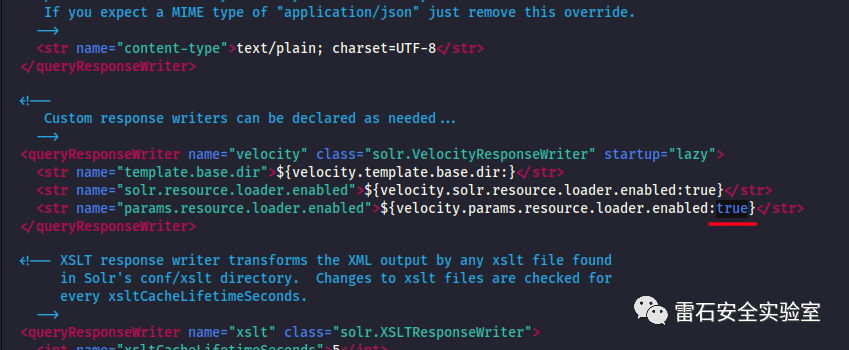 If you expect a MIME type of "application/json" just remove this override.
-->
<str name="content-type">text/plain; charset=UTF-8</str>
</queryResponseWriter>
<!--
Custom response writers can be declared as needed...
-->
<queryResponseWriter name="velocity" class="solr.VelocityResponseWriter" startup="lazy">
<str name="template.base.dir">${velocity.template.base.dir:}</str>
<str name="solr.resource.loader.enabled">${velocity.solr.resource.loader.enabled:true}</str>
<str name="params.resource.loader.enabled">${velocity.params.resource.loader.enabled:true}</str>
</queryResponseWriter>
<!-- XSLT response writer transforms the XML output by any xslt file found
in Solr's conf/xslt directory.  Changes to xslt files are checked for
every xsltCacheLifetimeSeconds.
-->
<queryResponseWriter name="xslt" class="solr.XSLTResponseWriter">
<int name="xsltCacheLifetimeSeconds">5</int>
雷石安全实验室